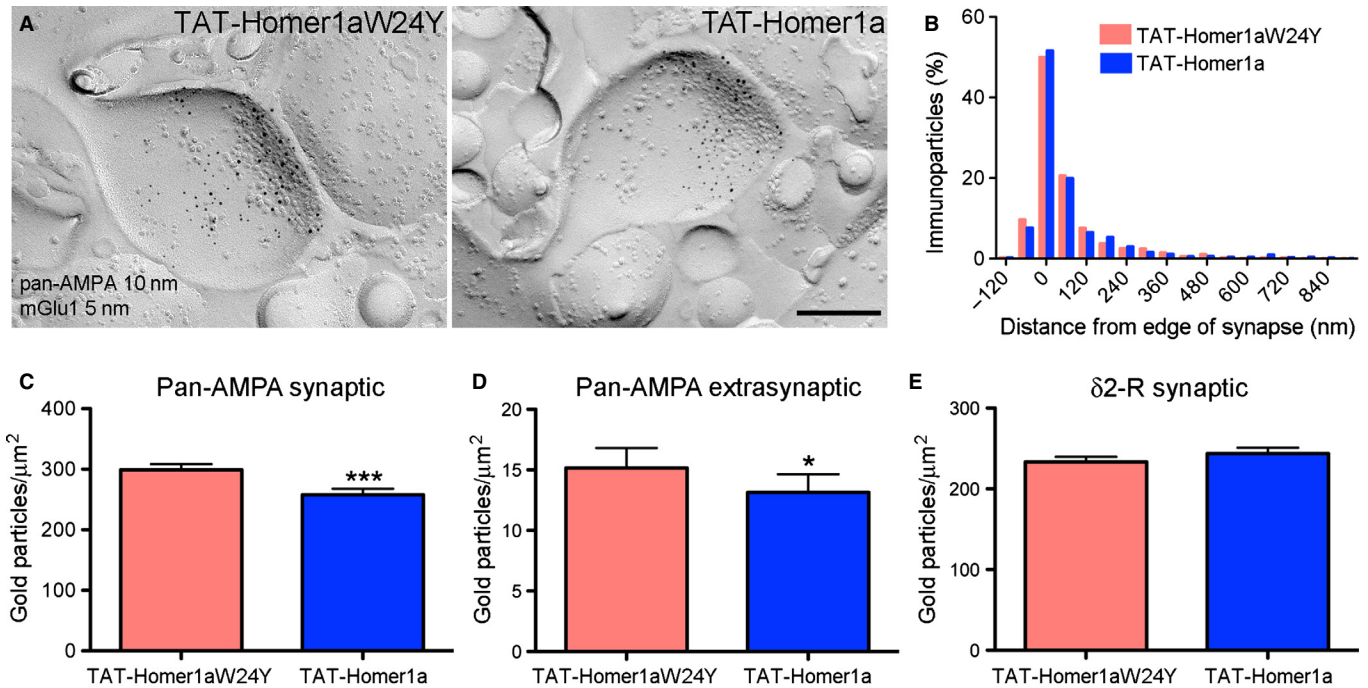 A
TAT-Homer1aW24Y
TAT-Homer1a
pan-AMPA 10 nm
mGlu1 5 nm
B
TAT-Homer1aW24Y
TAT-Homer1a
Immunoparticles (%)
60
40
20
0
−120
0
120
240
360
480
600
720
840
Distance from edge of synapse (nm)
C
Pan-AMPA synaptic
Gold particles/μm²
400
300
200
100
0
TAT-Homer1aW24Y
***
TAT-Homer1a
D
Pan-AMPA extrasynaptic
Gold particles/μm²
20
15
10
5
0
TAT-Homer1aW24Y
*
TAT-Homer1a
E
δ2-R synaptic
Gold particles/μm²
300
200
100
0
TAT-Homer1aW24Y
TAT-Homer1a